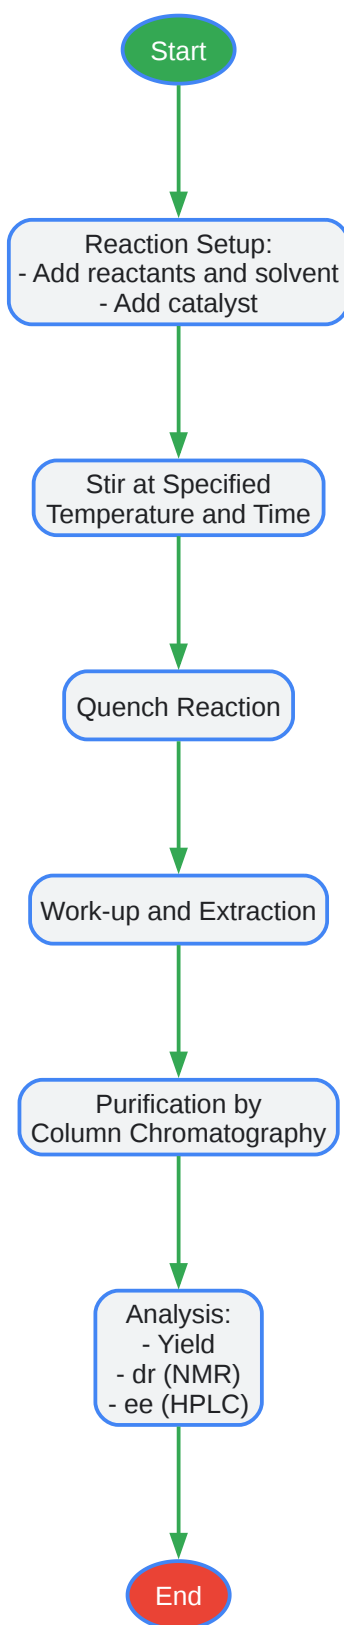 Start
Reaction Setup:
- Add reactants and solvent
- Add catalyst
Stir at Specified
Temperature and Time
Quench Reaction
Work-up and Extraction
Purification by
Column Chromatography
Analysis:
- Yield
- dr (NMR)
- ee (HPLC)
End